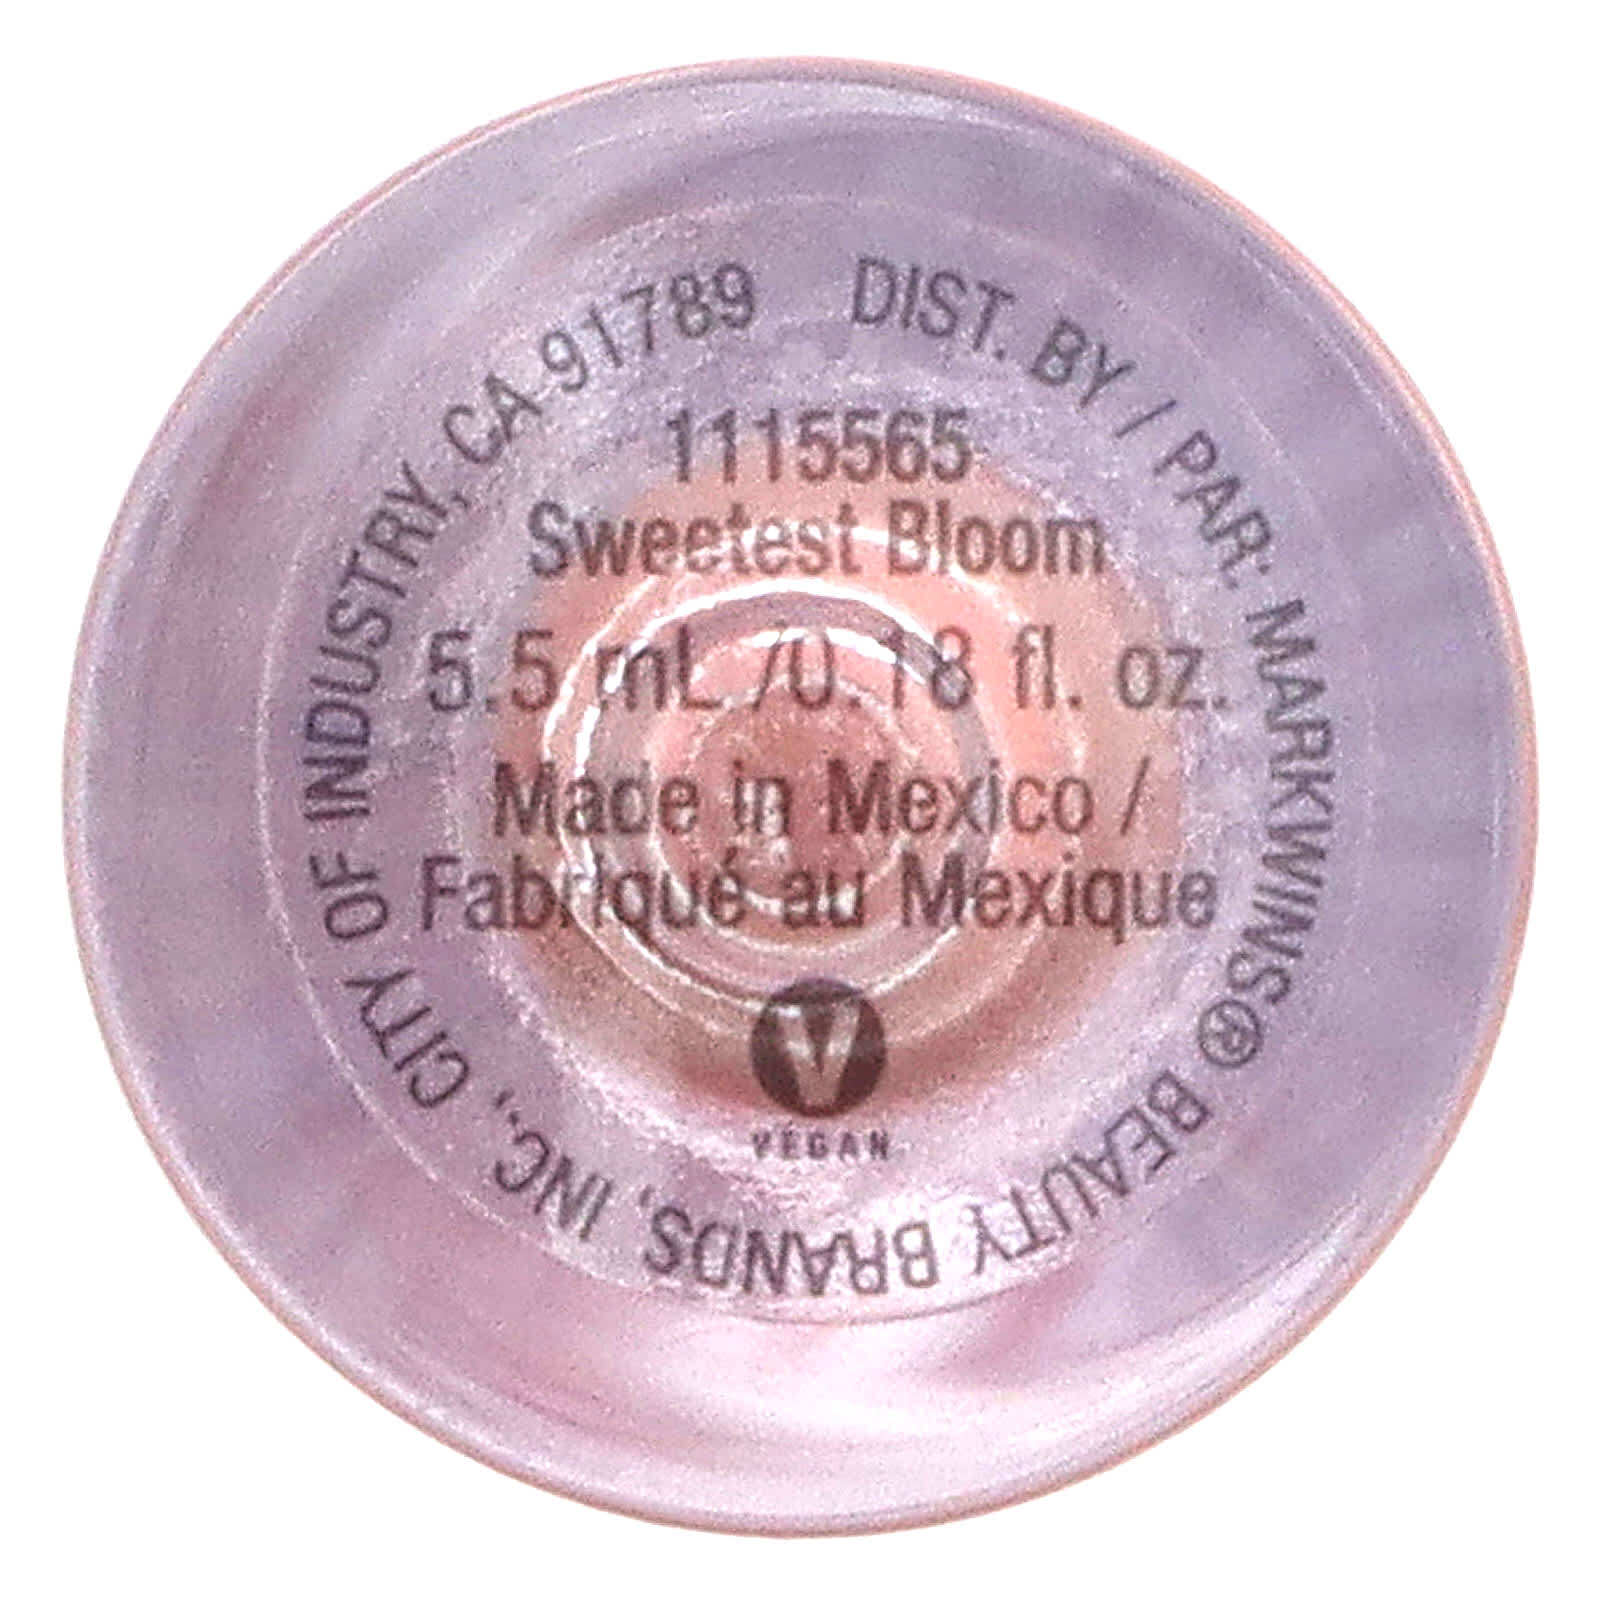 DIST. BY / PAR: MARKWINS® BEAUTY BRANDS, INC., CITY OF INDUSTRY, CA 91789
1115565
Sweetest Bloom
5.5 mL /0.18 fl. oz.
Made in Mexico /
Fabriqué au Mexique
V
VEGAN